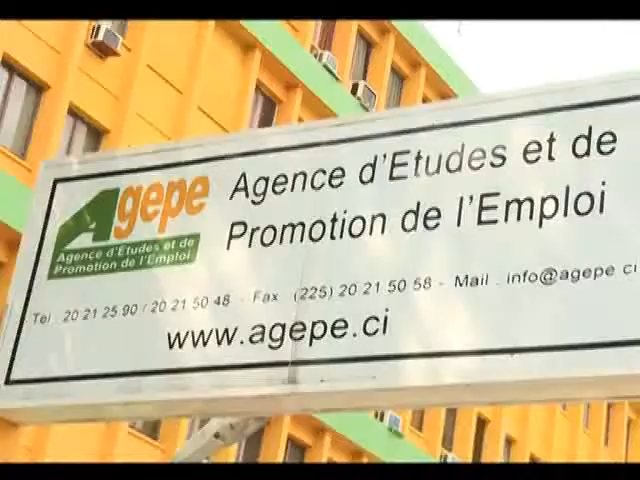 Agepe
Agence d'Etudes et de
Promotion de l'Emploi
Agence d'Etudes et de
Promotion de l'Emploi
Tel . 20 21 25 90 / 20 21 50 48 - Fax (225) 20 21 50 58 - Mail . info@agepe ci
www.agepe.ci